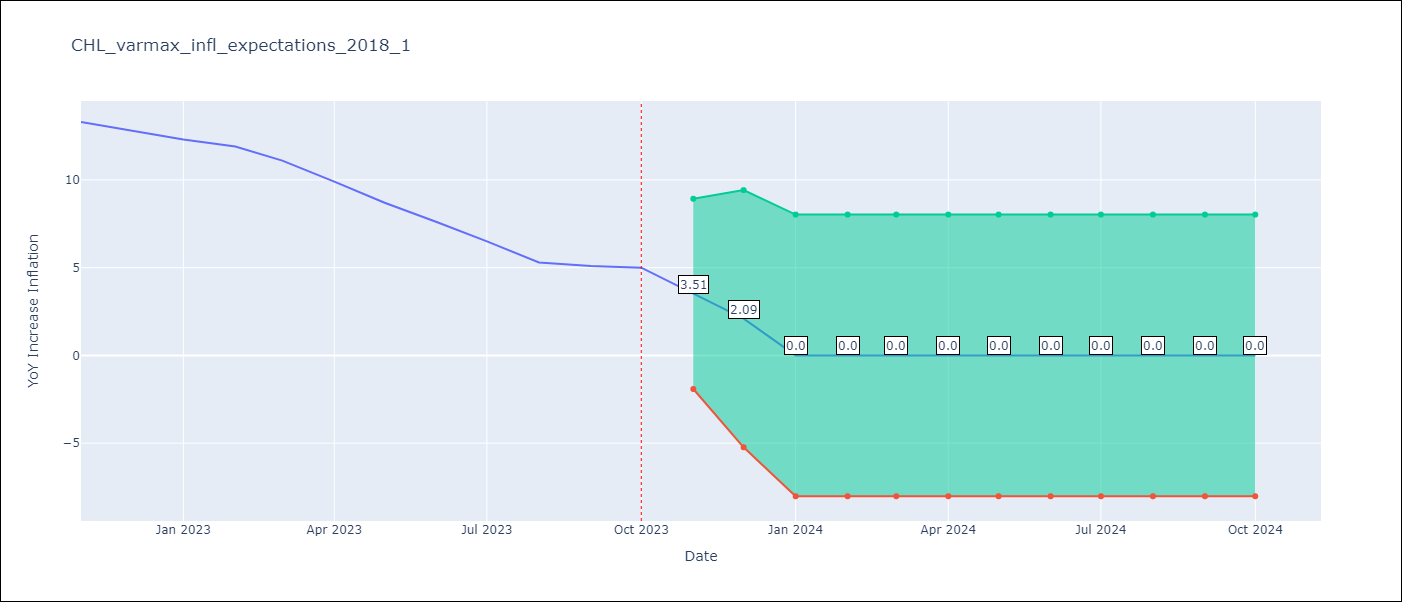 CHL_varmax_infl_expectations_2018_1
YoY Increase Inflation
10
5
0
−5
3.51
2.09
0.0
0.0
0.0
0.0
0.0
0.0
0.0
0.0
0.0
0.0
Jan 2023
Apr 2023
Jul 2023
Oct 2023
Jan 2024
Apr 2024
Jul 2024
Oct 2024
Date